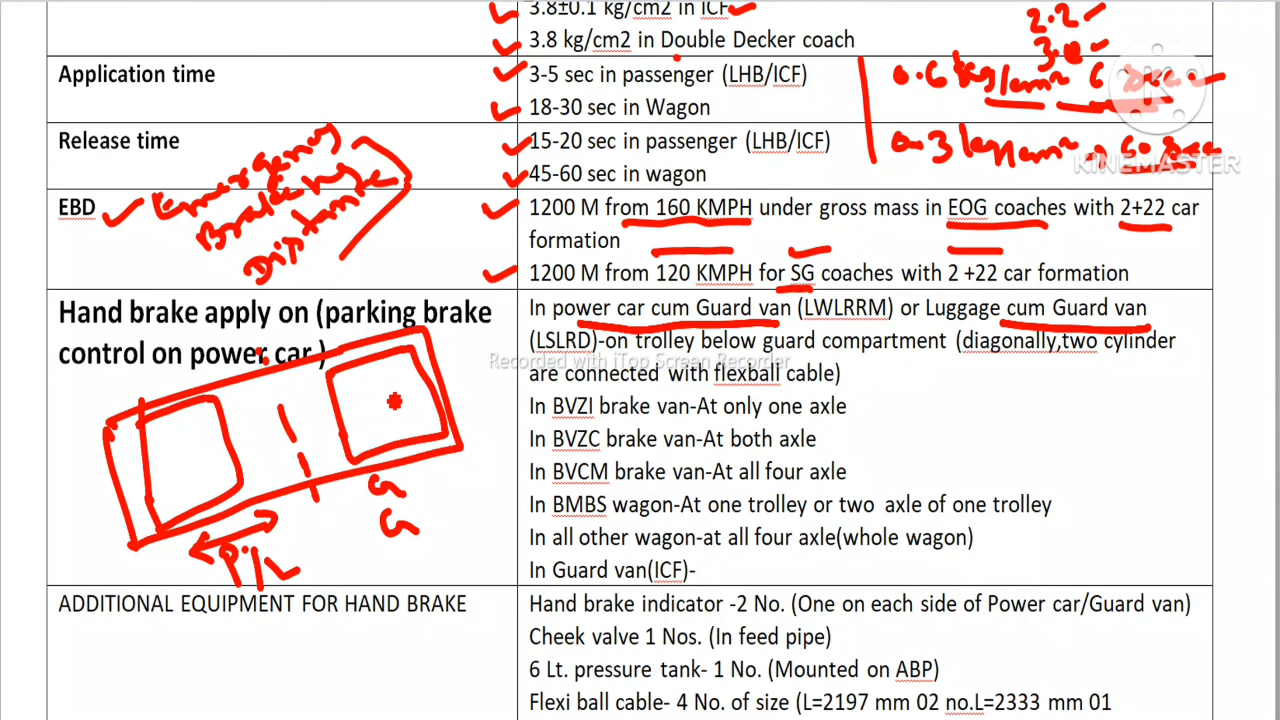 3.8±0.1 kg/cm2 in ICF
2.2
3.8 kg/cm2 in Double Decker coach
3.8
Application time
3-5 sec in passenger (LHB/ICF)
0.6 kg/cm² 6 Sec
18-30 sec in Wagon
Release time
15-20 sec in passenger (LHB/ICF)
0.3 kg/cm² 60 Sec
KINEMASTER
45-60 sec in wagon
EBD
Emergency
Braking
Distance
1200 M from 160 KMPH under gross mass in EOG coaches with 2+22 car
formation
1200 M from 120 KMPH for SG coaches with 2 +22 car formation
Hand brake apply on (parking brake
control on power car )
In power car cum Guard van (LWLRRM) or Luggage cum Guard van
(LSLRD)-on trolley below guard compartment (diagonally,two cylinder
are connected with flexball cable)
Recorded with iTop Screen Recorder
In BVZI brake van-At only one axle
In BVZC brake van-At both axle
In BVCM brake van-At all four axle
In BMBS wagon-At one trolley or two axle of one trolley
In all other wagon-at all four axle(whole wagon)
In Guard van(ICF)-
G
G
P/L
ADDITIONAL EQUIPMENT FOR HAND BRAKE
Hand brake indicator -2 No. (One on each side of Power car/Guard van)
Cheek valve 1 Nos. (In feed pipe)
6 Lt. pressure tank- 1 No. (Mounted on ABP)
Flexi ball cable- 4 No. of size (L=2197 mm 02 no.L=2333 mm 01